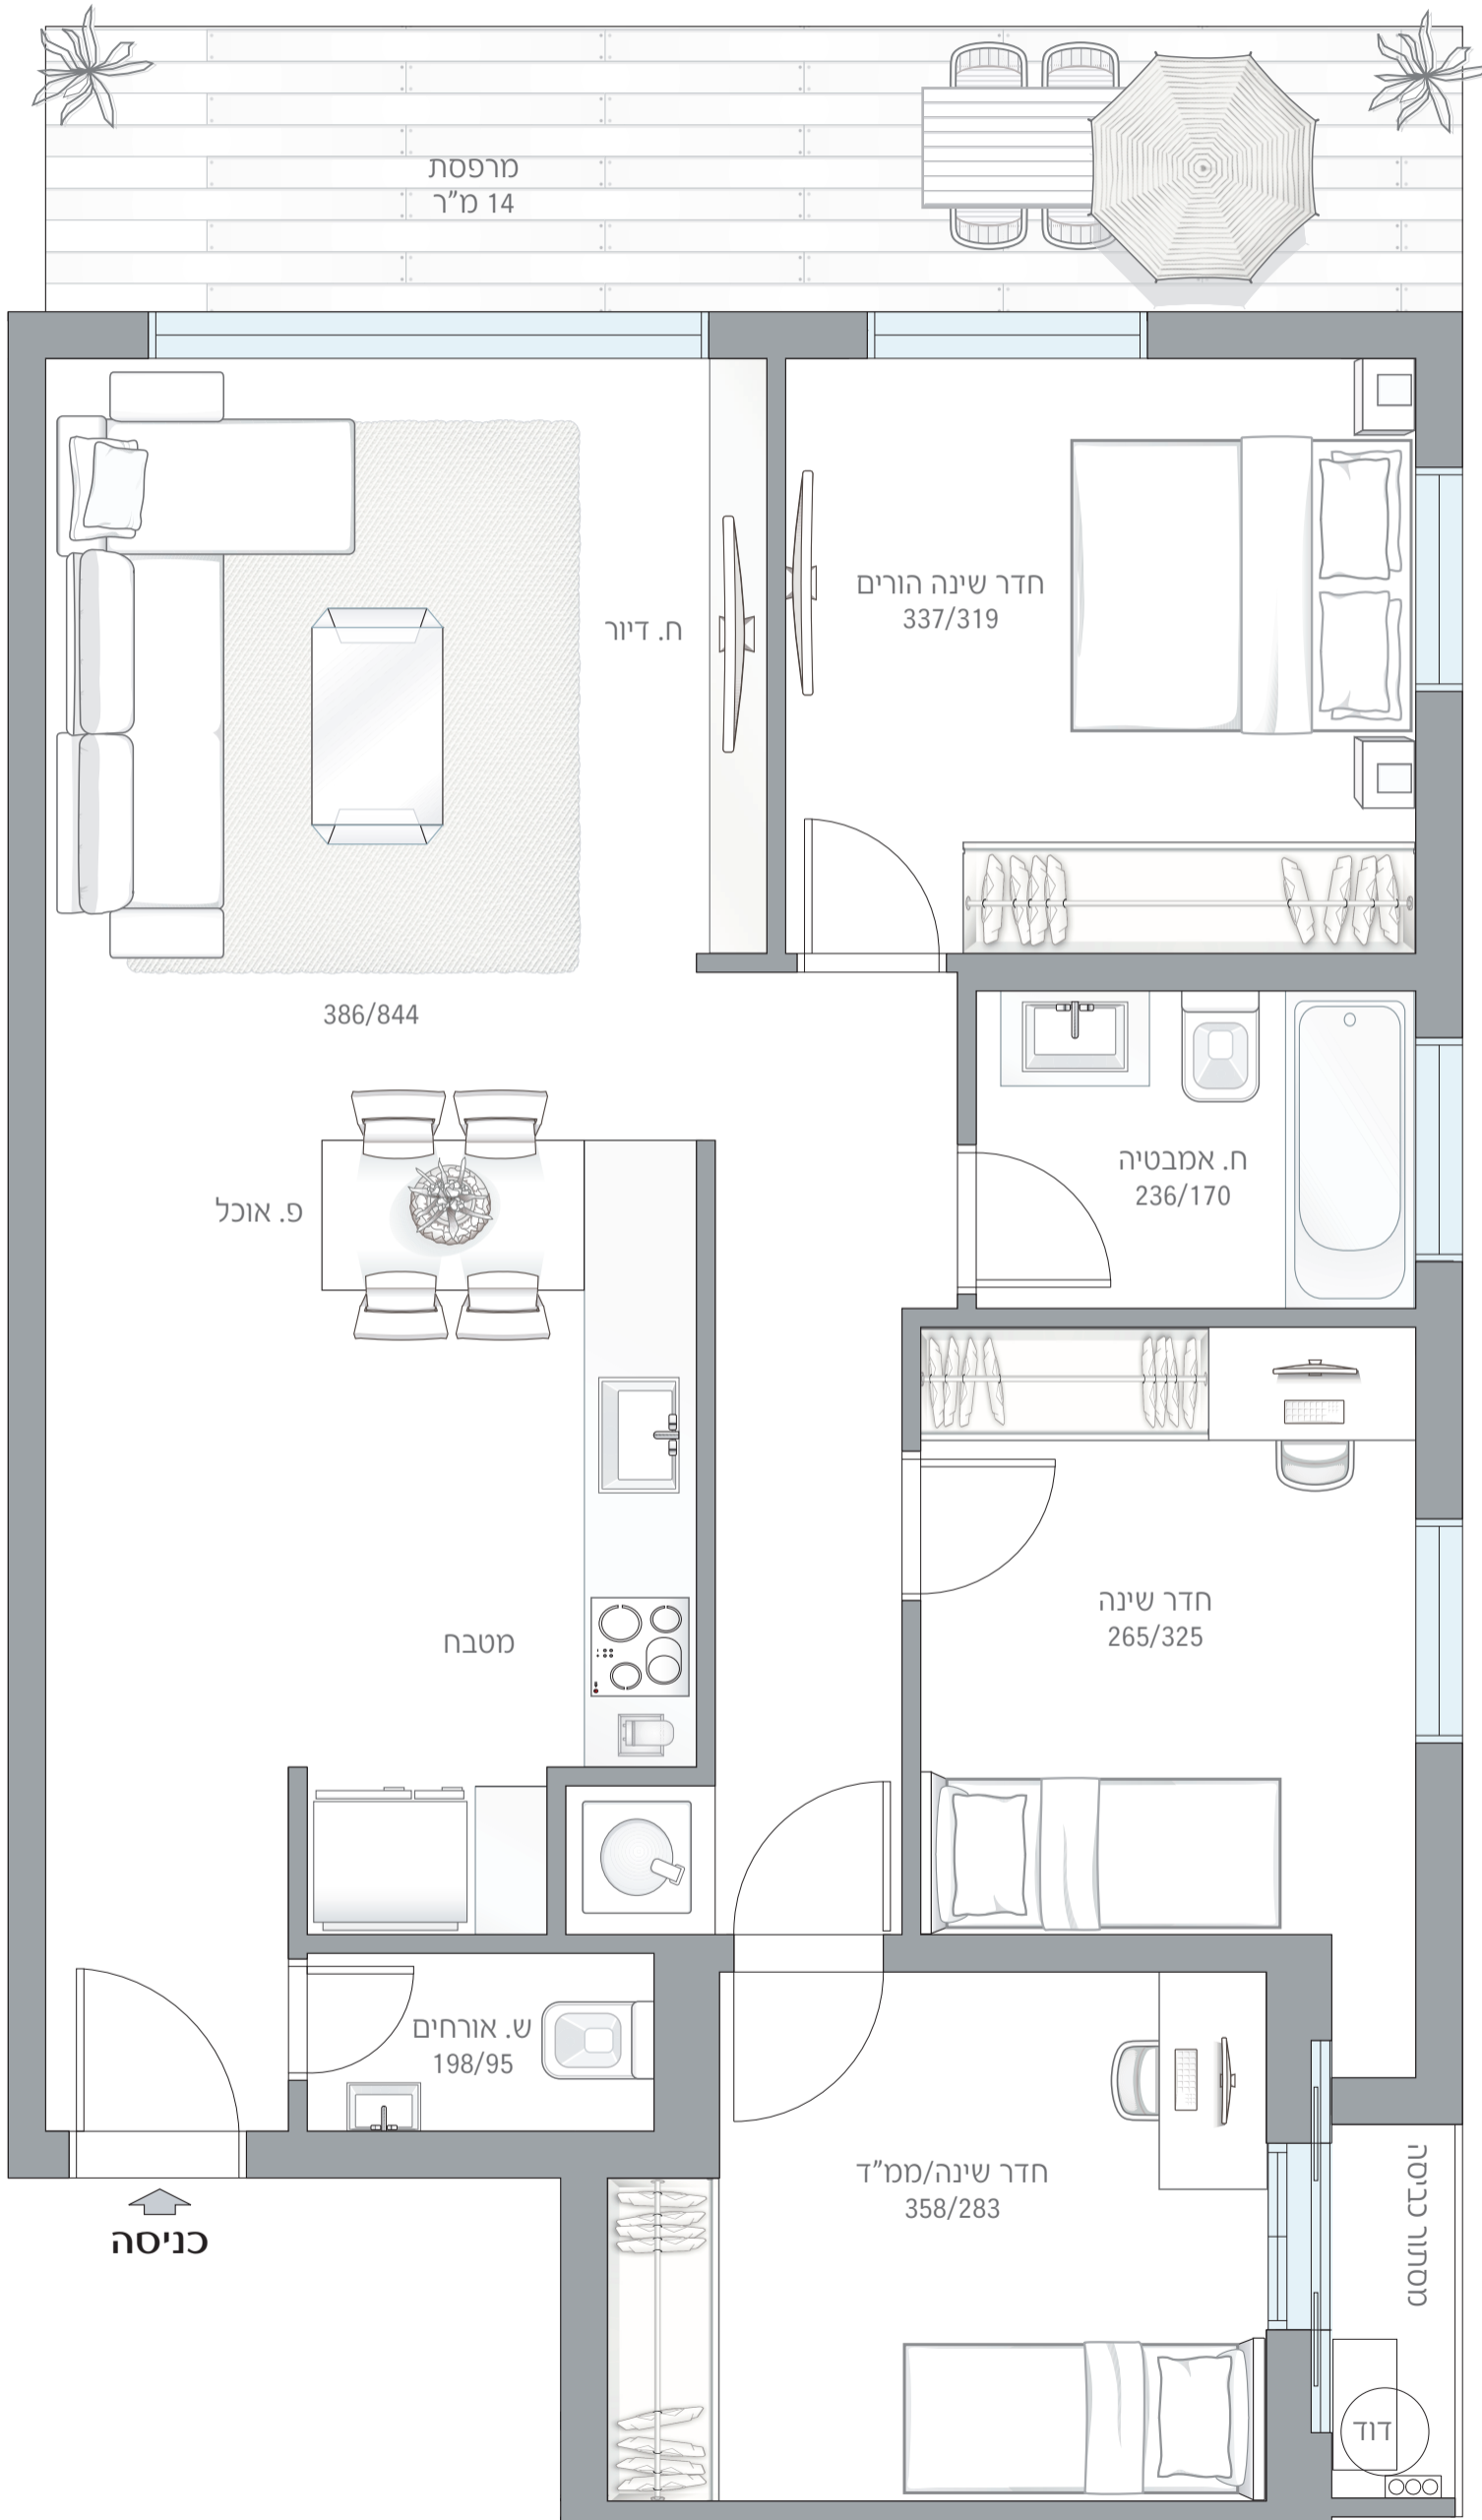 מרפסת
14 מ"ר
חדר שינה הורים
337/319
ח. דיור
386/844
ח. אמבטיה
236/170
פ. אוכל
חדר שינה
265/325
מטבח
ש. אורחים
198/95
חדר שינה/ממ"ד
358/283
מסתור כביסה
כניסה
דוד